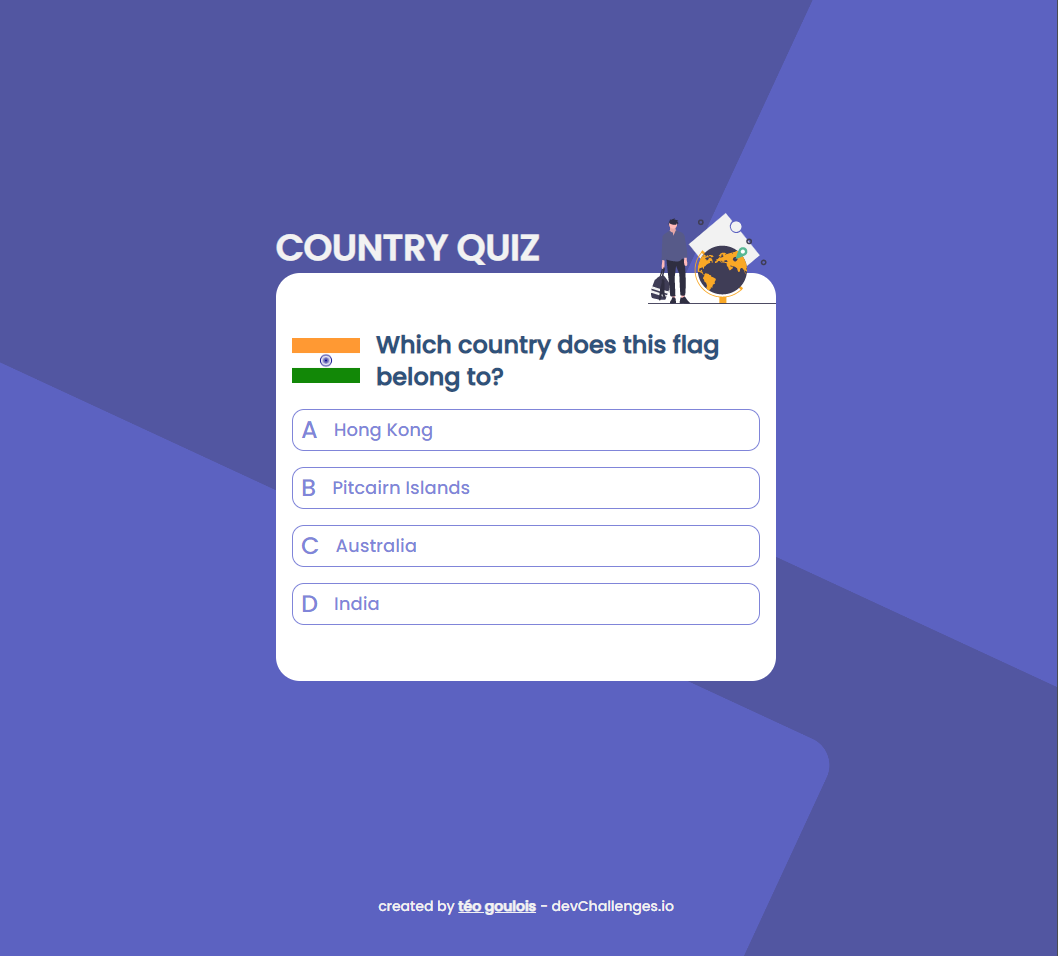 COUNTRY QUIZ
Which country does this flag
belong to?
A Hong Kong
B Pitcairn Islands
C Australia
D India
created by téo goulois - devChallenges.io